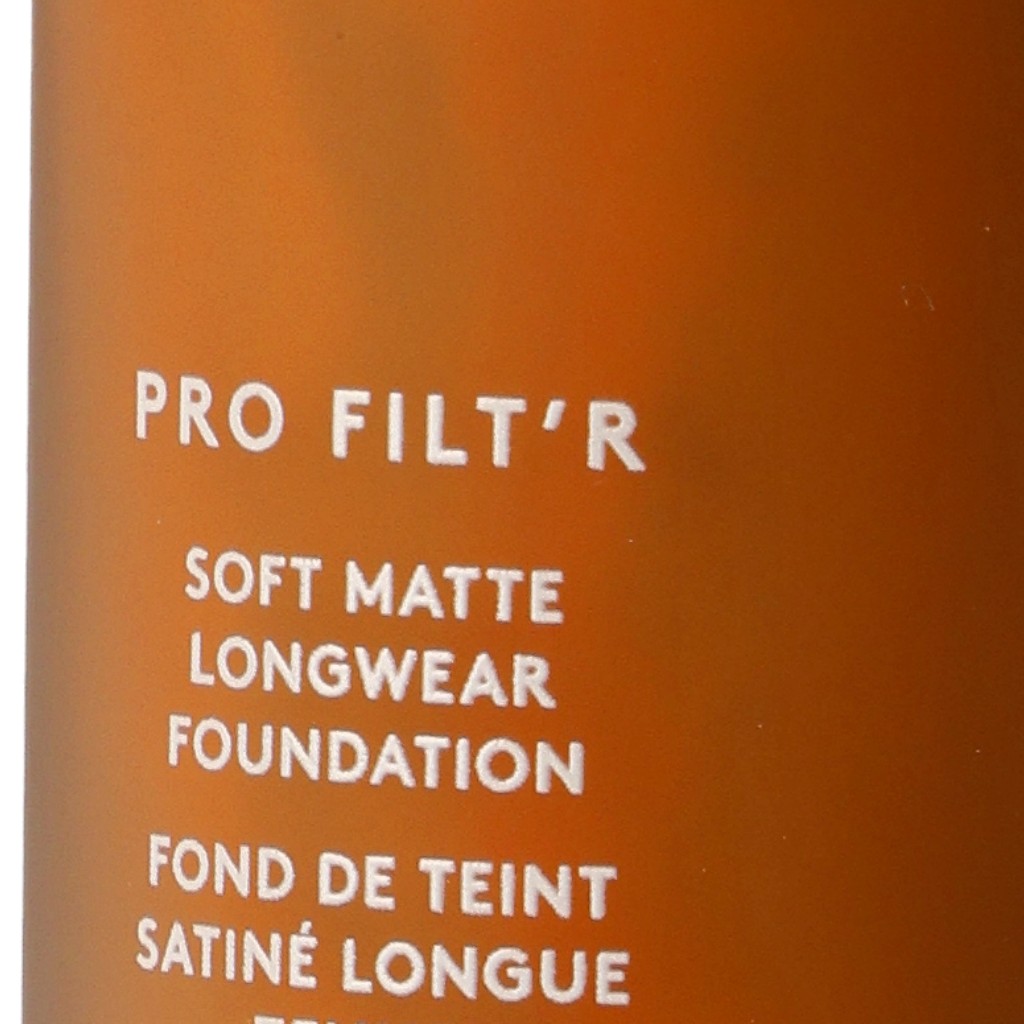 PRO FILT'R
SOFT MATTE
LONGWEAR
FOUNDATION
FOND DE TEINT
SATINÉ LONGUE